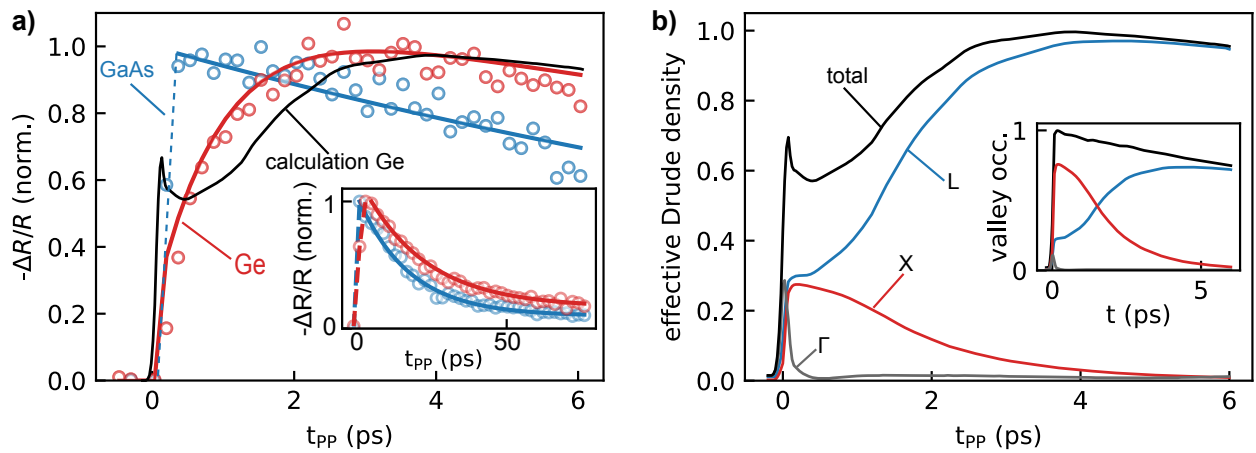 a)
-ΔR/R (norm.)
1.0
0.8
0.6
0.4
0.2
0.0
GaAs
calculation Ge
Ge
-ΔR/R (norm.)
1
0
0
50
tPP (ps)
0
2
4
6
tPP (ps)
b)
effective Drude density
1.0
0.8
0.6
0.4
0.2
0.0
total
L
X
Γ
valley occ.
1
0
0
5
t (ps)
0
2
4
6
tPP (ps)